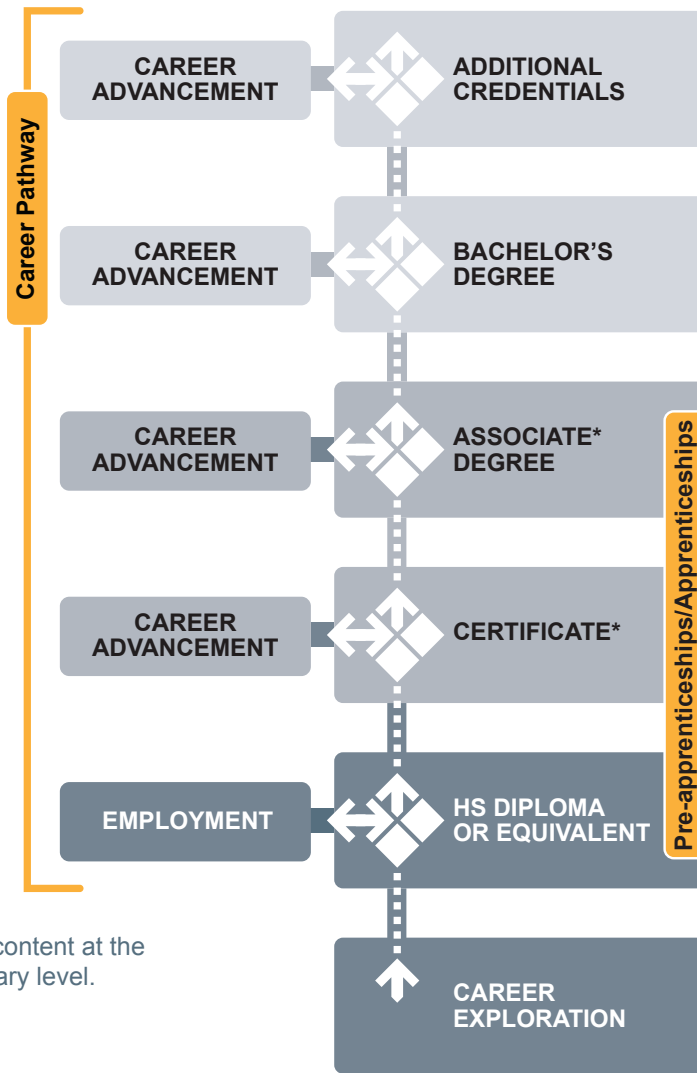 Career Pathway
CAREER
ADVANCEMENT
ADDITIONAL
CREDENTIALS
CAREER
ADVANCEMENT
BACHELOR'S
DEGREE
CAREER
ADVANCEMENT
ASSOCIATE*
DEGREE
Pre-apprenticeships/Apprenticeships
CAREER
ADVANCEMENT
CERTIFICATE*
EMPLOYMENT
HS DIPLOMA
OR EQUIVALENT
content at the
ary level.
CAREER
EXPLORATION